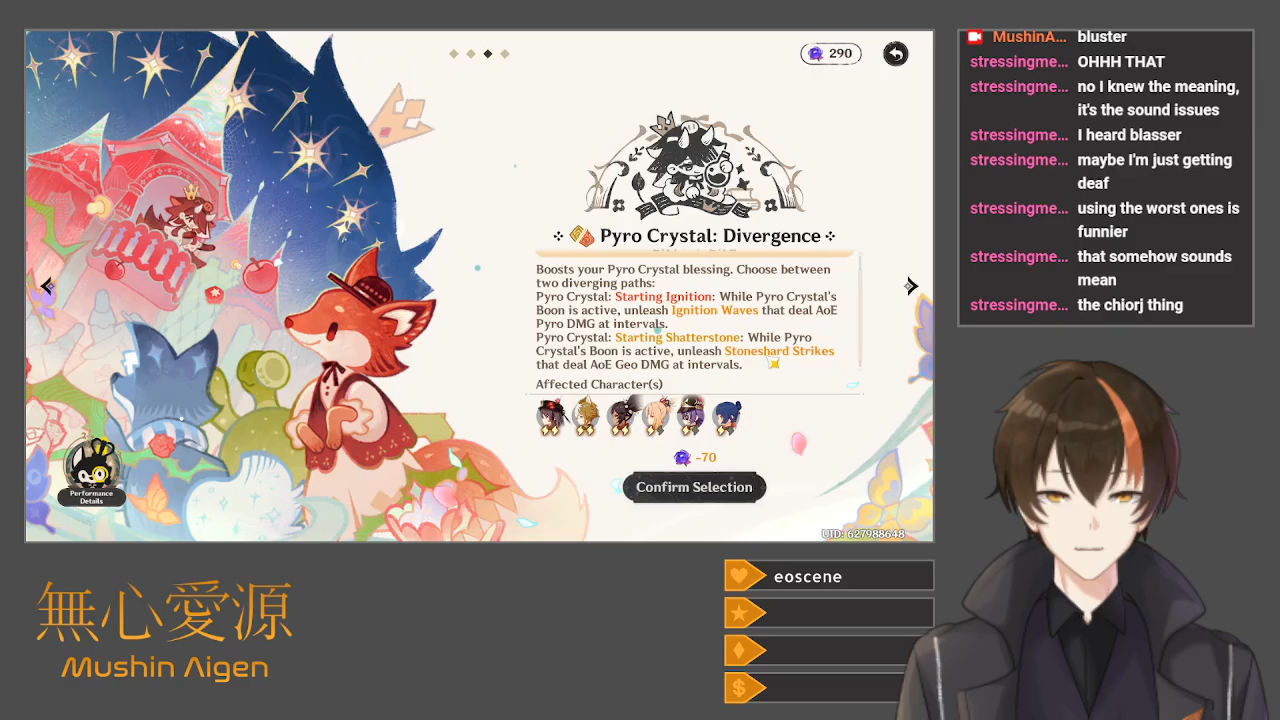 290
Pyro Crystal: Divergence
Boosts your Pyro Crystal blessing. Choose between
two diverging paths:
Pyro Crystal: Starting Ignition: While Pyro Crystal's
Boon is active, unleash Ignition Waves that deal AoE
Pyro DMG at intervals.
Pyro Crystal: Starting Shatterstone: While Pyro
Crystal's Boon is active, unleash Stoneshard Strikes
that deal AoE Geo DMG at intervals.
Affected Character(s)
-70
Confirm Selection
Performance
Details
UID: 627988648
MushinA... bluster
stressingme... OHHH THAT
stressingme... no I knew the meaning,
it's the sound issues
stressingme... I heard blasser
stressingme... maybe I'm just getting
deaf
stressingme... using the worst ones is
funnier
stressingme... that somehow sounds
mean
stressingme... the chiorj thing
無心愛源
Mushin Aigen
eoscene